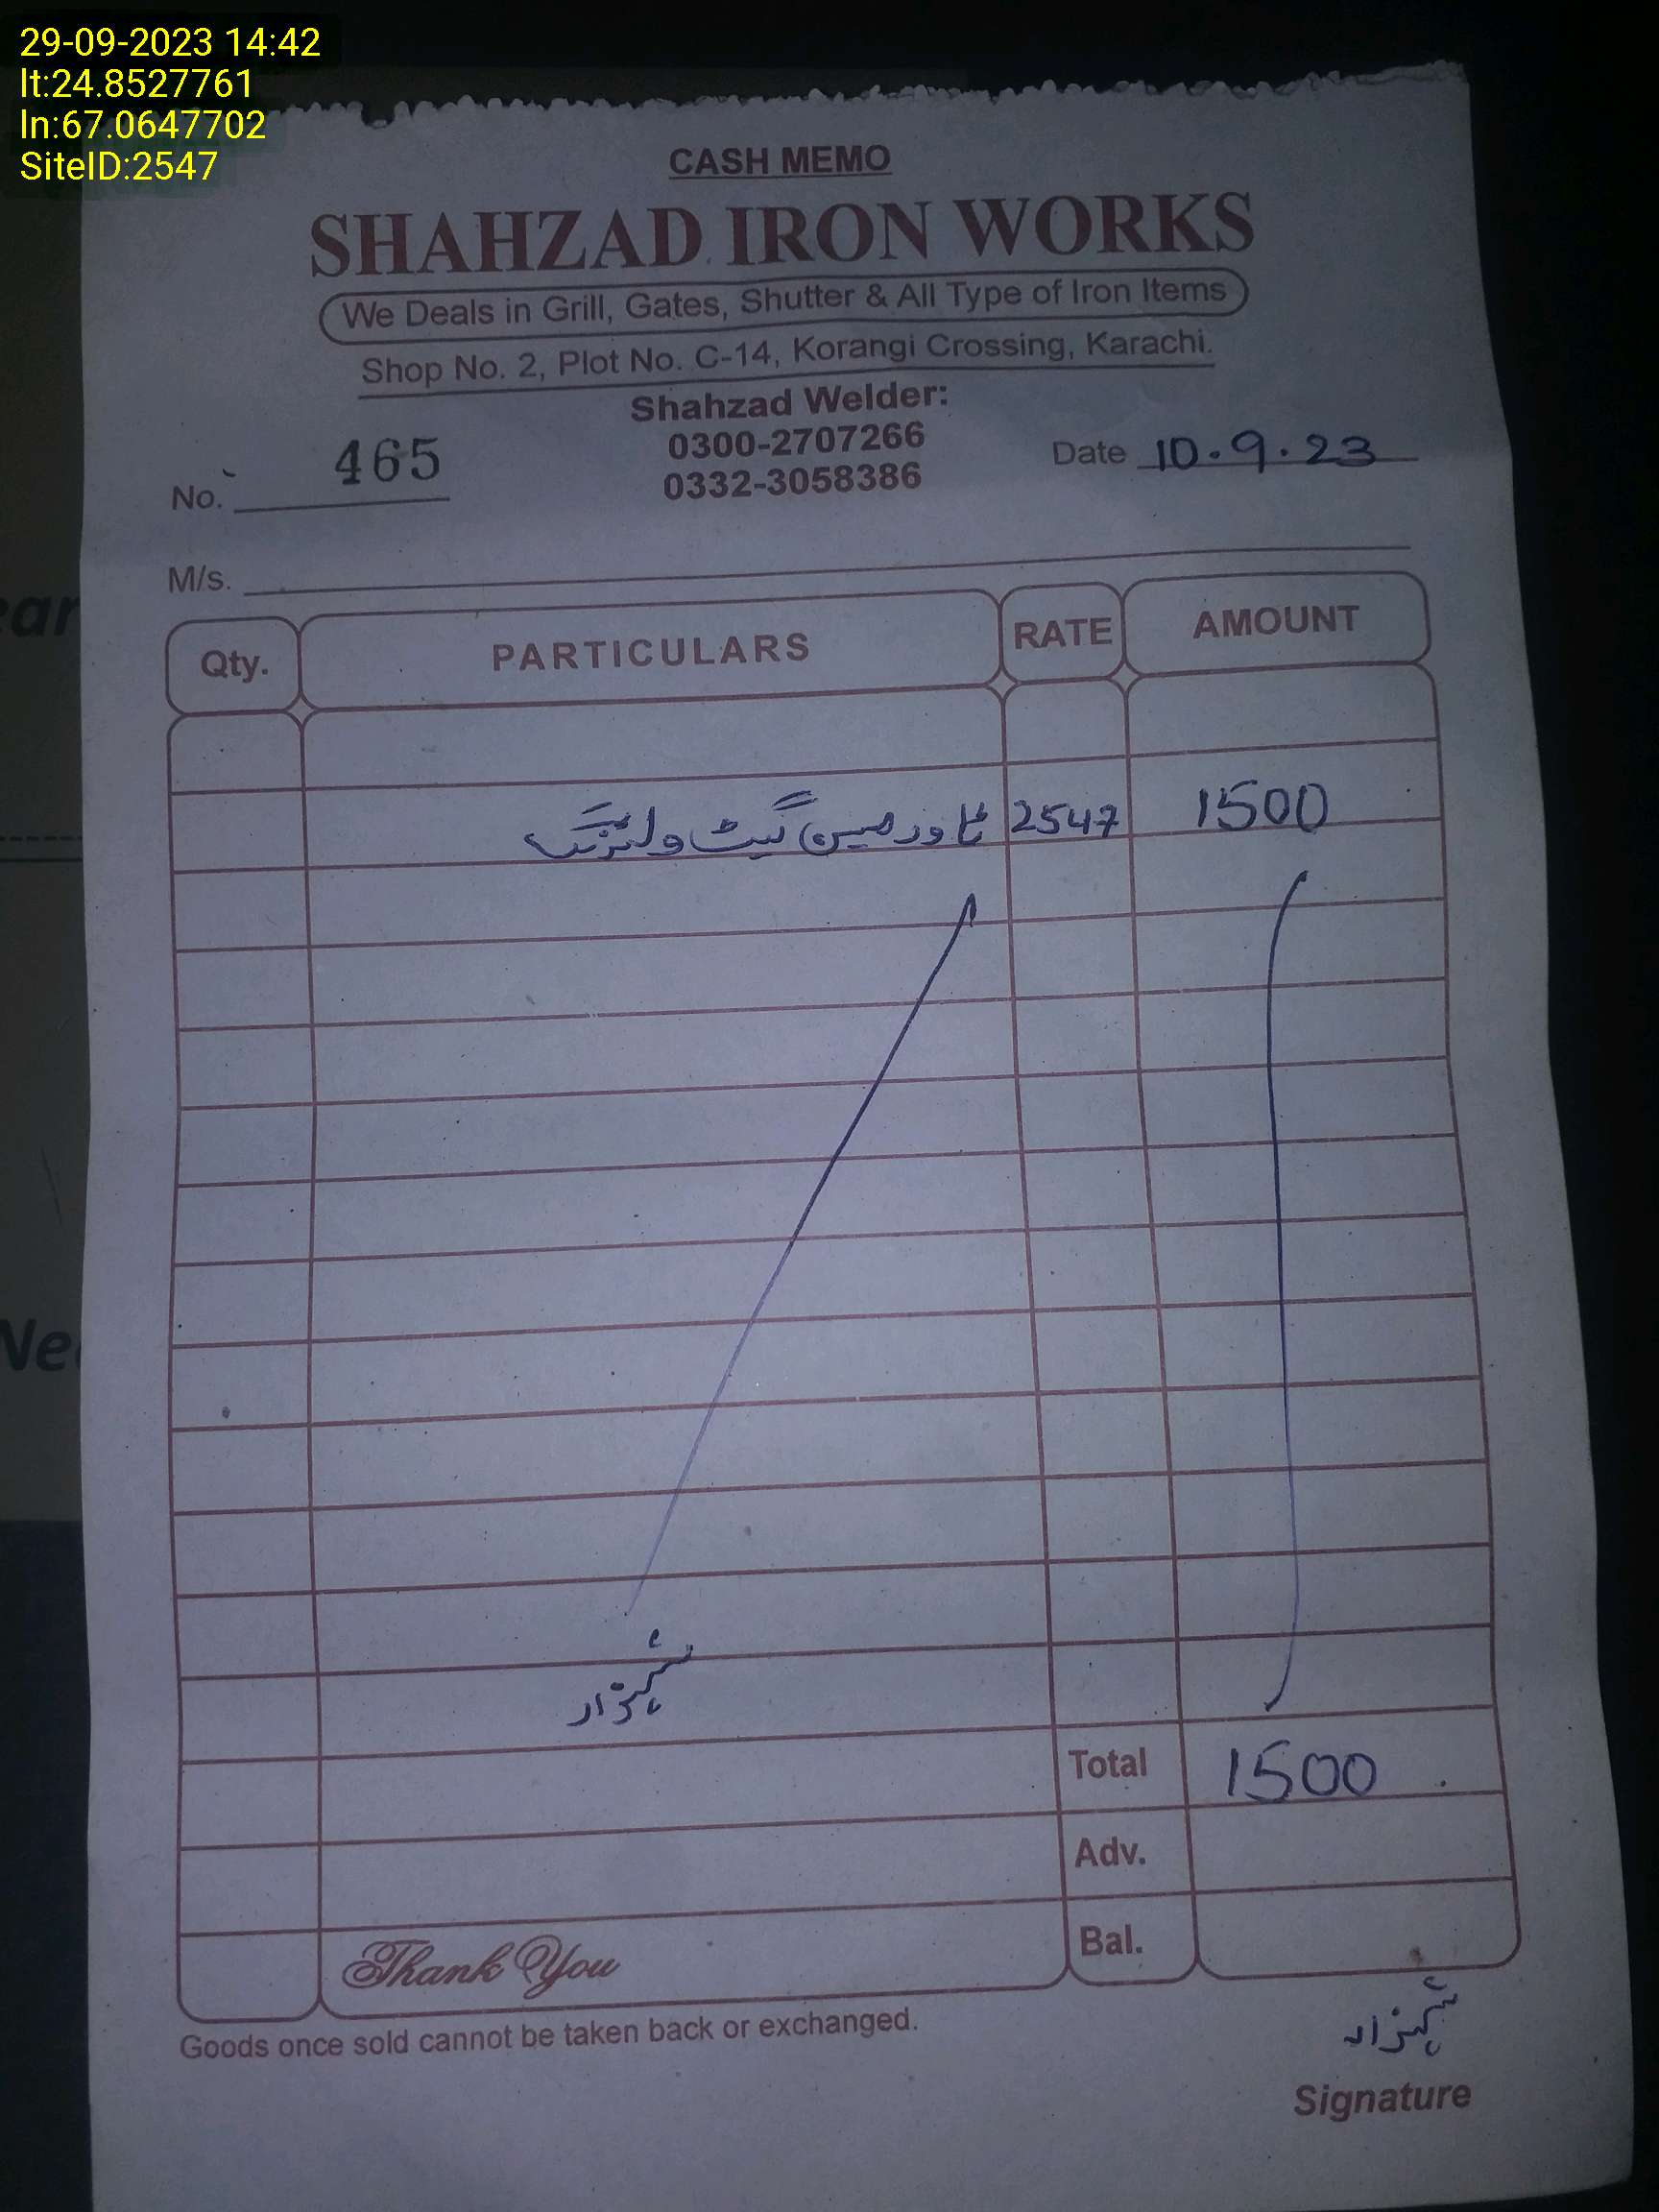 29-09-2023 14:42
lt:24.8527761
ln:67.0647702
SiteID:2547
CASH MEMO
SHAHZAD IRON WORKS
We Deals in Grill, Gates, Shutter & All Type of Iron Items
Shop No. 2, Plot No. C-14, Korangi Crossing, Karachi.
Shahzad Welder:
0300-2707266
0332-3058386
No. 465
Date 10.9.23
M/s.
Qty. PARTICULARS RATE AMOUNT
ٹاور مین گیٹ ولڈنگ 2547 1500
شہزاد
Total 1500
Adv.
Bal.
Thank You
Goods once sold cannot be taken back or exchanged.
شہزاد
Signature